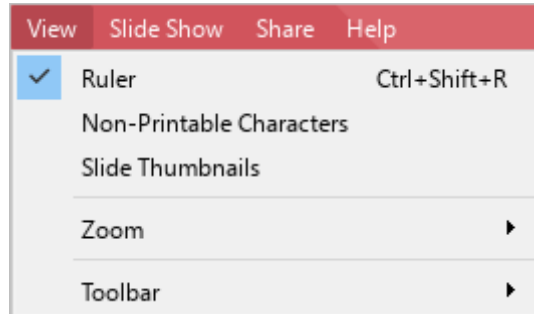 View Slide Show Share Help
Ruler Ctrl+Shift+R
Non-Printable Characters
Slide Thumbnails
Zoom
Toolbar